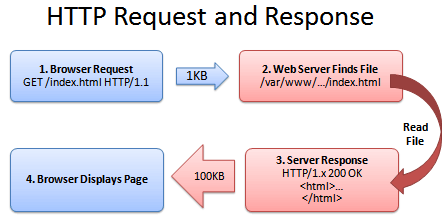 HTTP Request and Response
1. Browser Request
GET /index.html HTTP/1.1
1KB
2. Web Server Finds File
/var/www/.../index.html
Read
File
3. Server Response
HTTP/1.x 200 OK
<html>...
</html>
100KB
4. Browser Displays Page